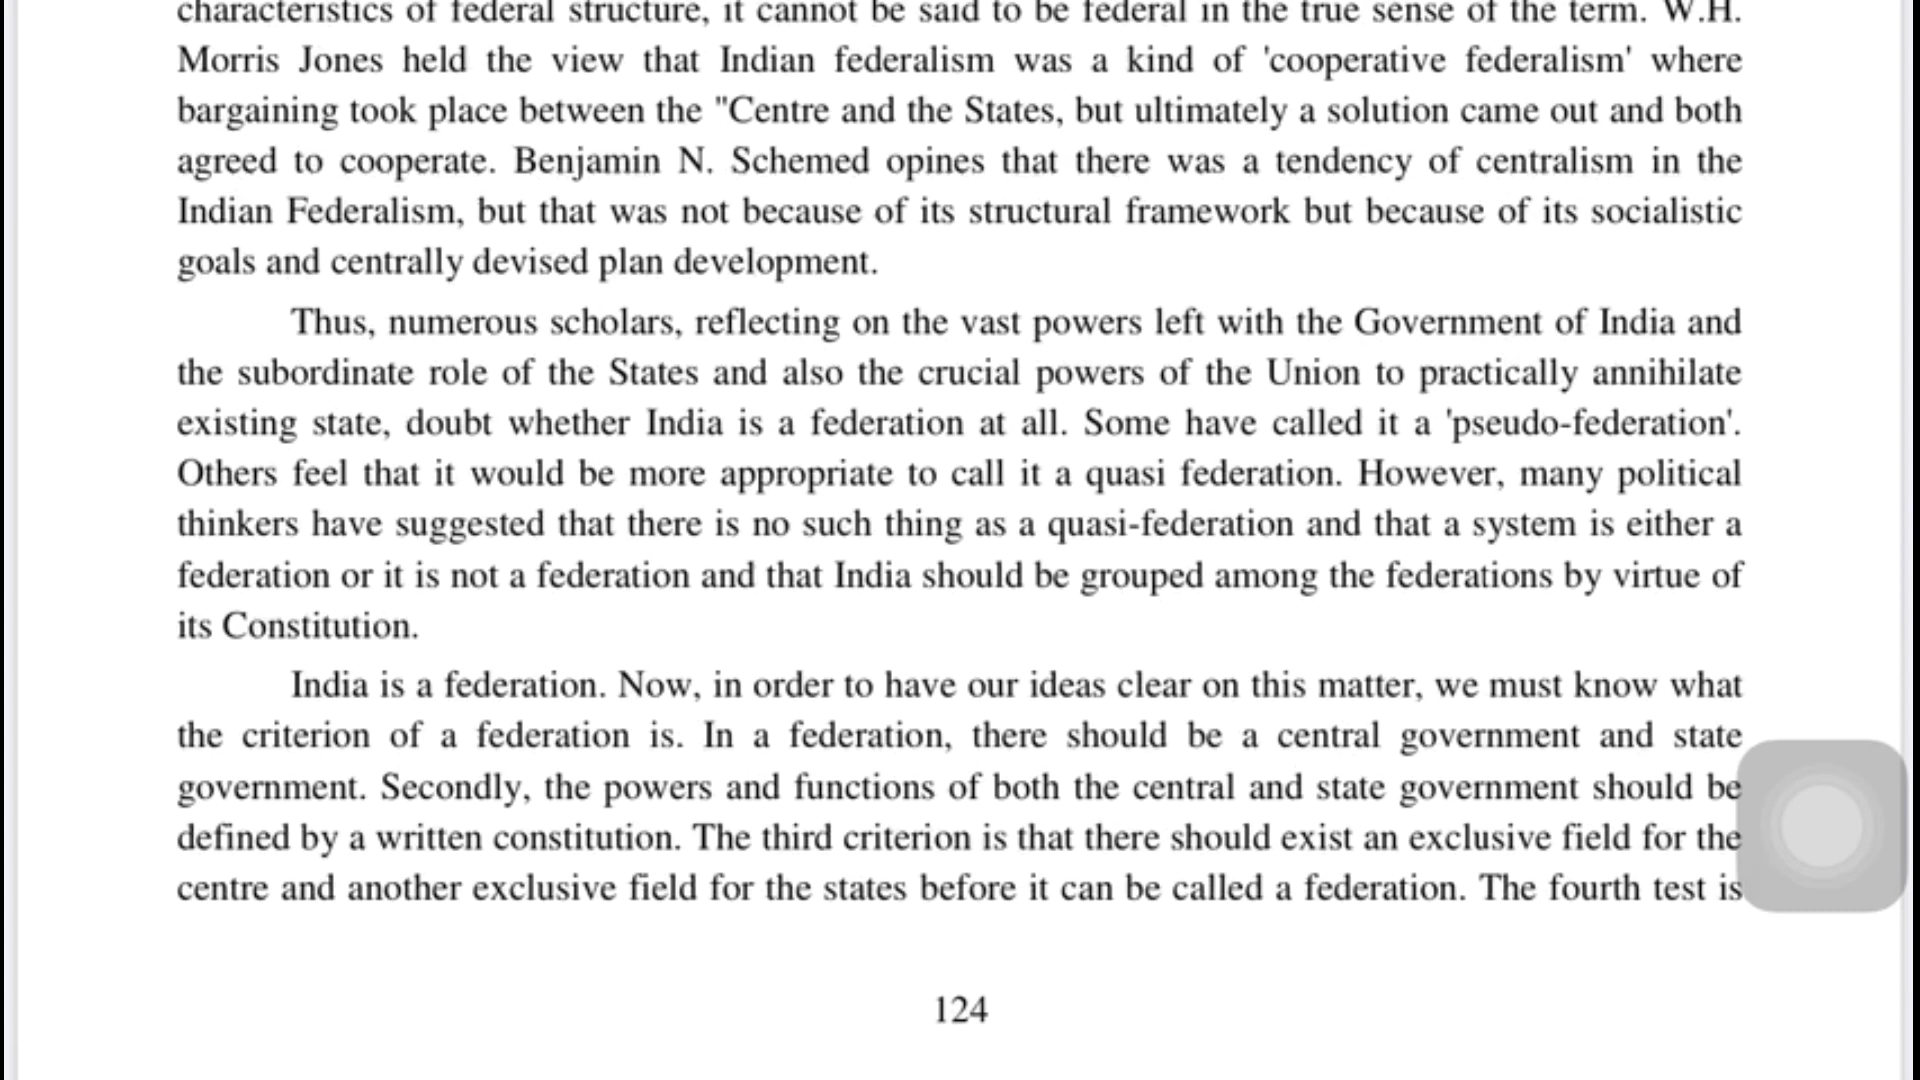 characteristics of federal structure, it cannot be said to be federal in the true sense of the term. W.H.
Morris Jones held the view that Indian federalism was a kind of 'cooperative federalism' where
bargaining took place between the "Centre and the States, but ultimately a solution came out and both
agreed to cooperate. Benjamin N. Schemed opines that there was a tendency of centralism in the
Indian Federalism, but that was not because of its structural framework but because of its socialistic
goals and centrally devised plan development.
Thus, numerous scholars, reflecting on the vast powers left with the Government of India and
the subordinate role of the States and also the crucial powers of the Union to practically annihilate
existing state, doubt whether India is a federation at all. Some have called it a 'pseudo-federation'.
Others feel that it would be more appropriate to call it a quasi federation. However, many political
thinkers have suggested that there is no such thing as a quasi-federation and that a system is either a
federation or it is not a federation and that India should be grouped among the federations by virtue of
its Constitution.
India is a federation. Now, in order to have our ideas clear on this matter, we must know what
the criterion of a federation is. In a federation, there should be a central government and state
government. Secondly, the powers and functions of both the central and state government should be
defined by a written constitution. The third criterion is that there should exist an exclusive field for the
centre and another exclusive field for the states before it can be called a federation. The fourth test is
124